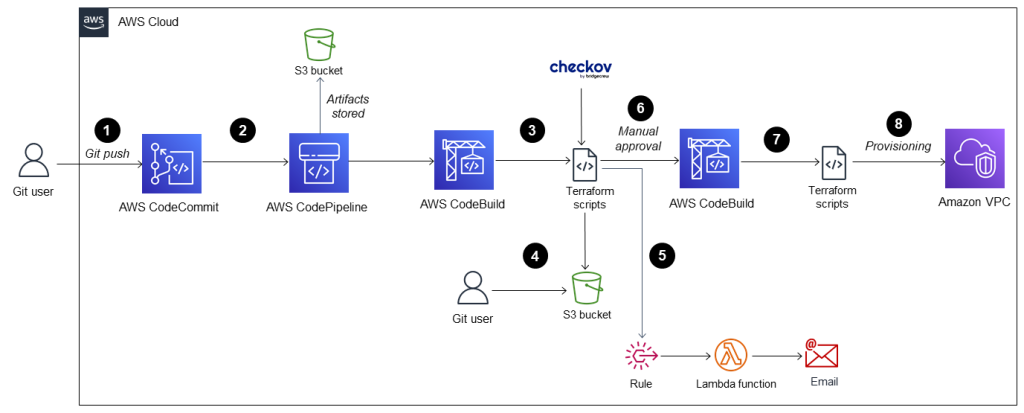 aws
AWS Cloud
S3 bucket
Artifacts
stored
checkov
by bridgecrew
1
Git push
2
3
6
Manual
approval
7
8
Provisioning
Git user
AWS CodeCommit
AWS CodePipeline
AWS CodeBuild
Terraform
scripts
AWS CodeBuild
Terraform
scripts
Amazon VPC
4
5
Git user
S3 bucket
@
Rule
Lambda function
Email